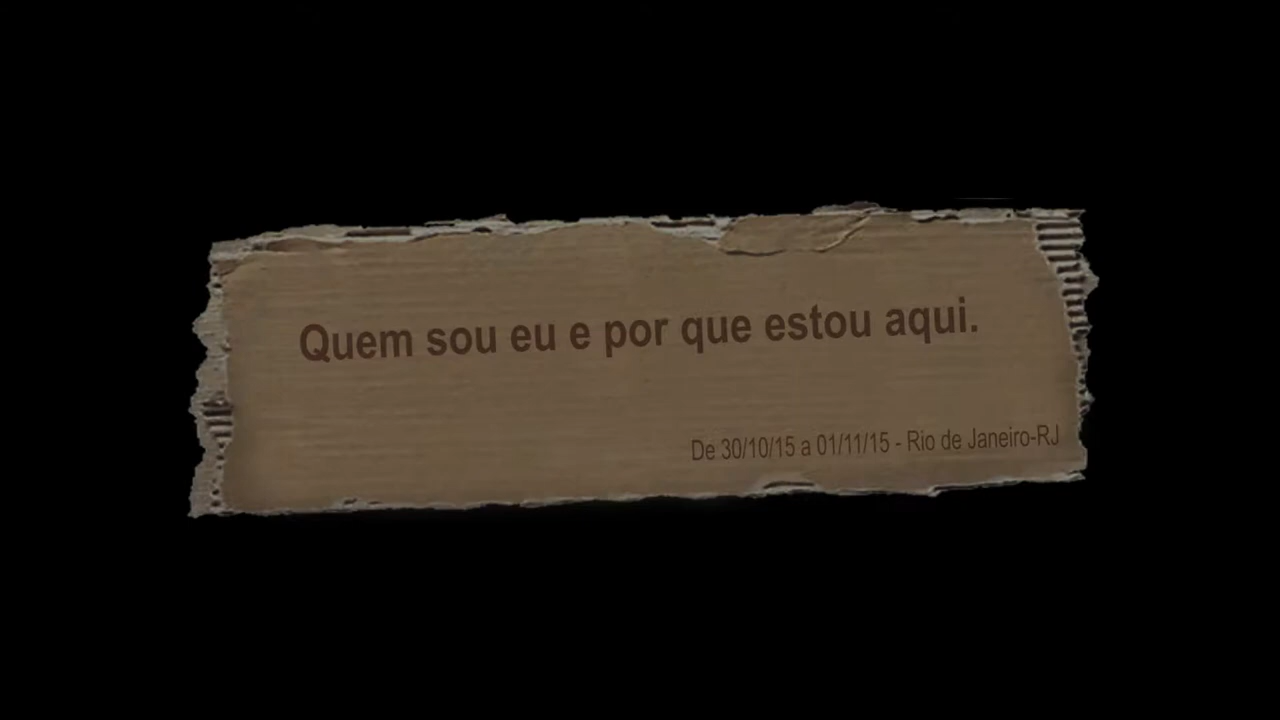 Quem sou eu e por que estou aqui.
De 30/10/15 a 01/11/15 - Rio de Janeiro-RJ